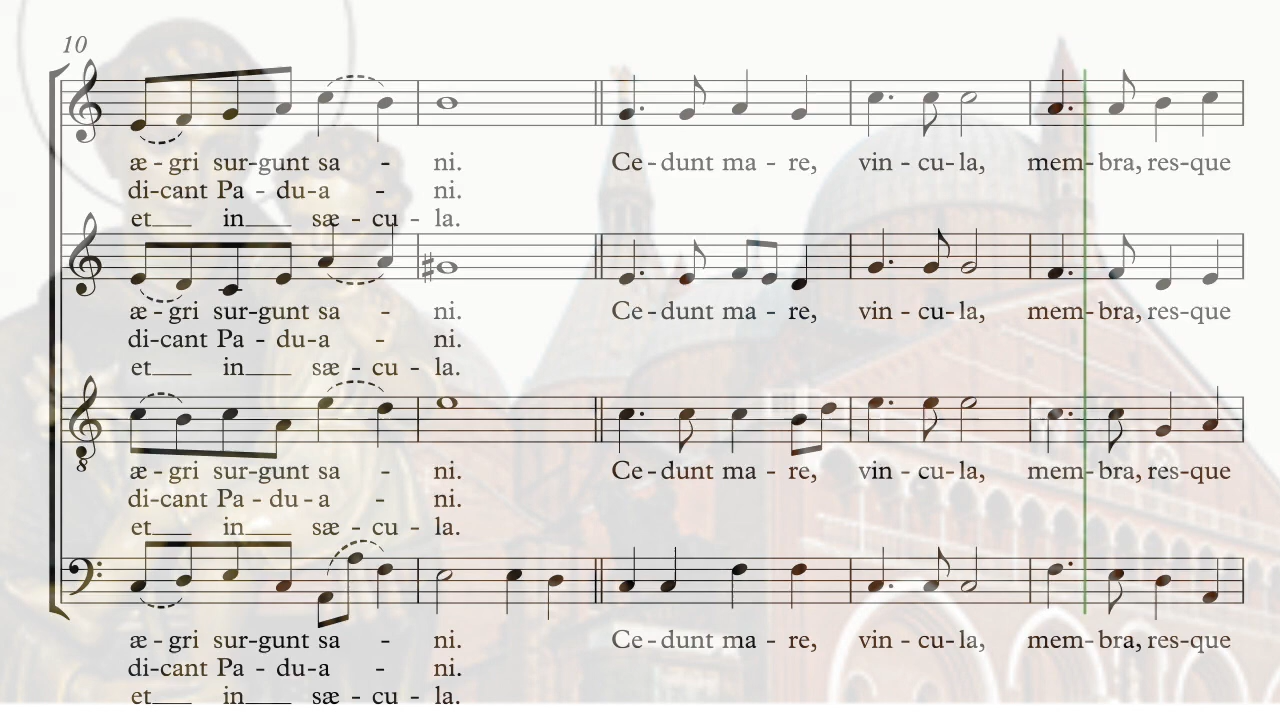 10
æ - gri sur-gunt sa - ni. Ce-dunt ma - re, vin - cu-la, mem-bra, res-que
di-cant Pa - du-a - ni.
et in sæ - cu - la.
æ - gri sur-gunt sa - ni. Ce-dunt ma - re, vin - cu-la, mem-bra, res-que
di-cant Pa - du-a - ni.
et in sæ - cu - la.
8
æ - gri sur-gunt sa - ni. Ce-dunt ma - re, vin - cu-la, mem-bra, res-que
di-cant Pa - du-a - ni.
et in sæ - cu - la.
æ - gri sur-gunt sa - ni. Ce-dunt ma - re, vin - cu-la, mem-bra, res-que
di-cant Pa - du-a - ni.
et in sæ - cu - la.